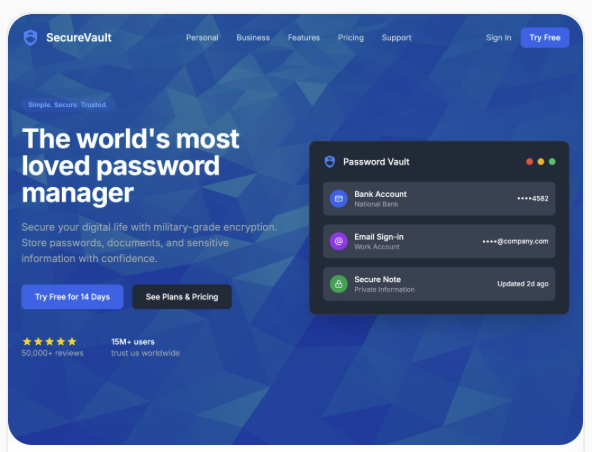 SecureVault
Personal
Business
Features
Pricing
Support
Sign In
Try Free
Simple. Secure. Trusted.
The world's most
loved password
manager
Secure your digital life with military-grade encryption.
Store passwords, documents, and sensitive
information with confidence.
Try Free for 14 Days
See Plans & Pricing
50,000+ reviews
15M+ users
trust us worldwide
Password Vault
Bank Account
National Bank
••••4582
Email Sign-in
Work Account
••••@company.com
Secure Note
Private Information
Updated 2d ago